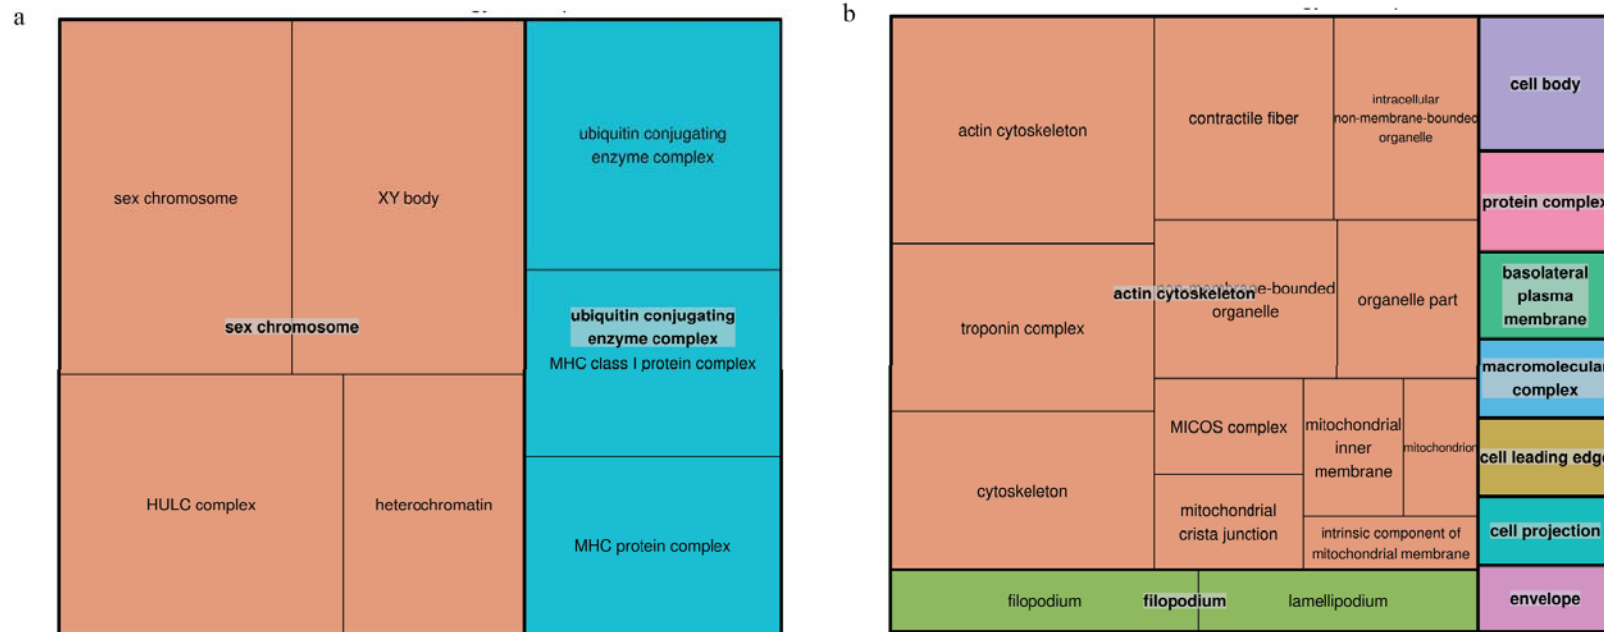 a
sex chromosome
XY body
sex chromosome
HULC complex
heterochromatin
ubiquitin conjugating
enzyme complex
ubiquitin conjugating
enzyme complex
MHC class I protein complex
MHC protein complex
b
actin cytoskeleton
contractile fiber
intracellular
non-membrane-bounded
organelle
troponin complex
actin cytoskeleton
non-membrane-bounded
organelle
organelle part
cytoskeleton
MICOS complex
mitochondrial
inner
membrane
mitochondrion
mitochondrial
crista junction
intrinsic component of
mitochondrial membrane
filopodium
filopodium
lamellipodium
cell body
protein complex
basolateral
plasma
membrane
macromolecular
complex
cell leading edge
cell projection
envelope